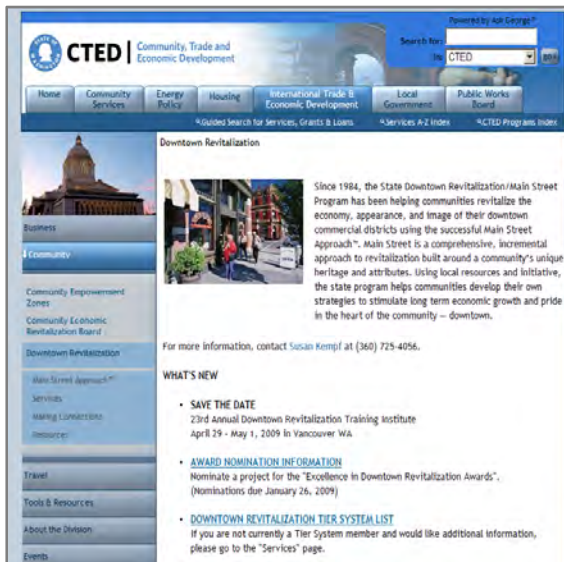 Powered by Ask George™
Search for:
In: CTED
CTED | Community, Trade and
Economic Development
Home
Community
Services
Energy
Policy
Housing
International Trade &
Economic Development
Local
Government
Public Works
Board
Guided Search for Services, Grants & Loans
Services A-Z Index
CTED Programs Index
Downtown Revitalization
Since 1984, the State Downtown Revitalization/Main Street
Program has been helping communities revitalize the
economy, appearance, and image of their downtown
commercial districts using the successful Main Street
Approach™. Main Street is a comprehensive, incremental
approach to revitalization built around a community's unique
heritage and attributes. Using local resources and initiative,
the state program helps communities develop their own
strategies to stimulate long term economic growth and pride
in the heart of the community — downtown.
For more information, contact Susan Kempf at (360) 725-4056.
WHAT'S NEW
• SAVE THE DATE
23rd Annual Downtown Revitalization Training Institute
April 29 - May 1, 2009 in Vancouver WA
• AWARD NOMINATION INFORMATION
Nominate a project for the "Excellence in Downtown Revitalization Awards".
(Nominations due January 26, 2009)
• DOWNTOWN REVITALIZATION TIER SYSTEM LIST
If you are not currently a Tier System member and would like additional information,
please go to the "Services" page.
Business
Community
Community Empowerment
Zones
Community Economic
Revitalization Board
Downtown Revitalization
Main Street Approach™
Services
Making Connections
Resources
Travel
Tools & Resources
About the Division
Events